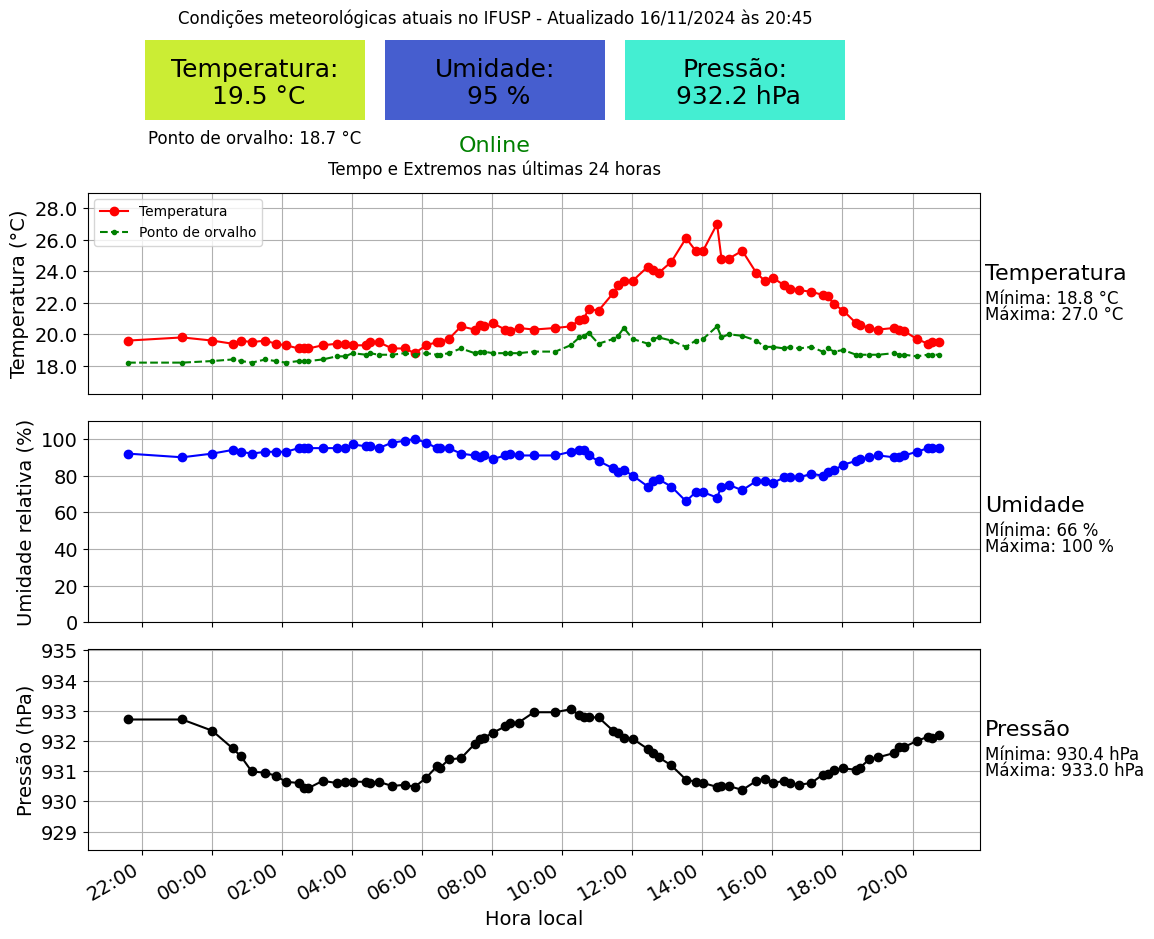 Condições meteorológicas atuais no IFUSP - Atualizado 16/11/2024 às 20:45
Temperatura:
19.5 °C
Umidade:
95 %
Pressão:
932.2 hPa
Ponto de orvalho: 18.7 °C
Online
Tempo e Extremos nas últimas 24 horas
Temperatura (°C)
28.0
26.0
24.0
22.0
20.0
18.0
Temperatura
Ponto de orvalho
Temperatura
Mínima: 18.8 °C
Máxima: 27.0 °C
Umidade relativa (%)
100
80
60
40
20
0
Umidade
Mínima: 66 %
Máxima: 100 %
Pressão (hPa)
935
934
933
932
931
930
929
Pressão
Mínima: 930.4 hPa
Máxima: 933.0 hPa
22:00 00:00 02:00 04:00 06:00 08:00 10:00 12:00 14:00 16:00 18:00 20:00
Hora local